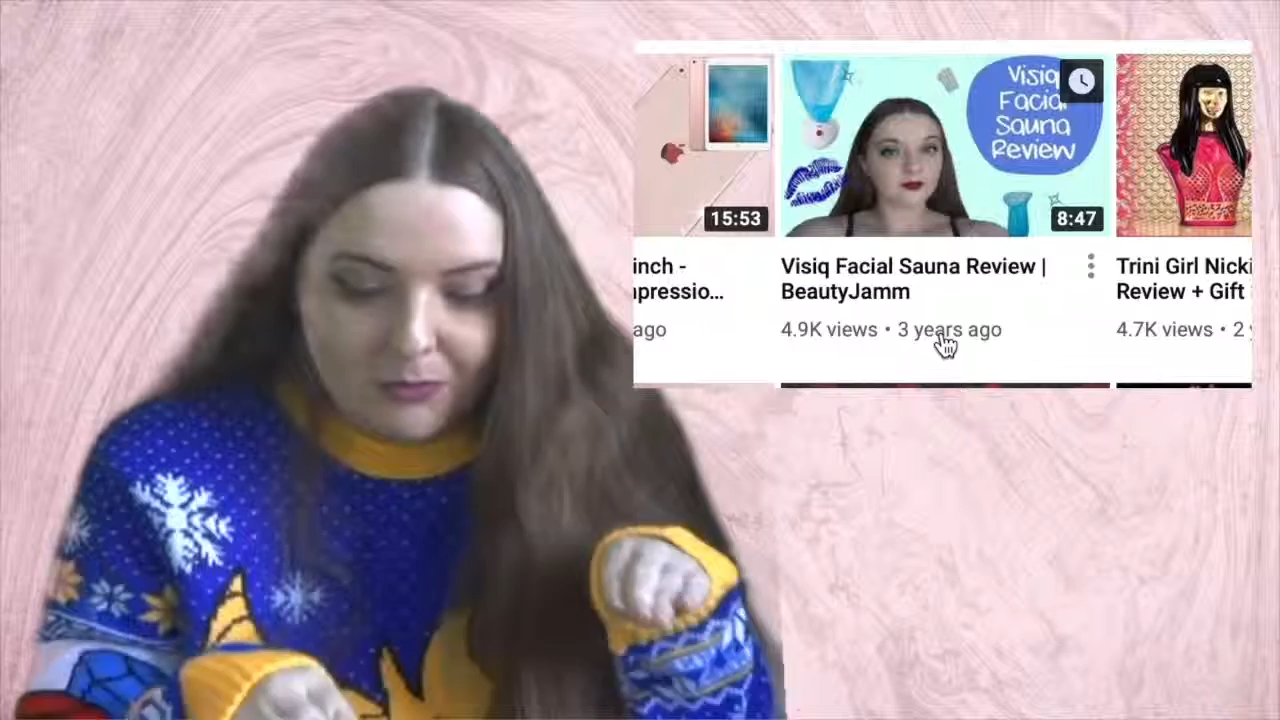 Visiq
Facial
Sauna
Review
15:53
8:47
inch -
pressio...
ago
Visiq Facial Sauna Review |
BeautyJamm
4.9K views • 3 years ago
Trini Girl Nicki
Review + Gift
4.7K views • 2